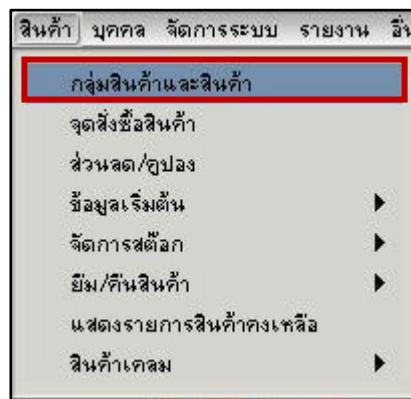 สินค้า บุคคล จัดการระบบ รายงาน อื่น
กลุ่มสินค้าและสินค้า
จุดสั่งซื้อสินค้า
ส่วนลด/คูปอง
ข้อมูลเริ่มต้น
จัดการสต๊อก
ยืม/คืนสินค้า
แสดงรายการสินค้าคงเหลือ
สินค้าเคลม